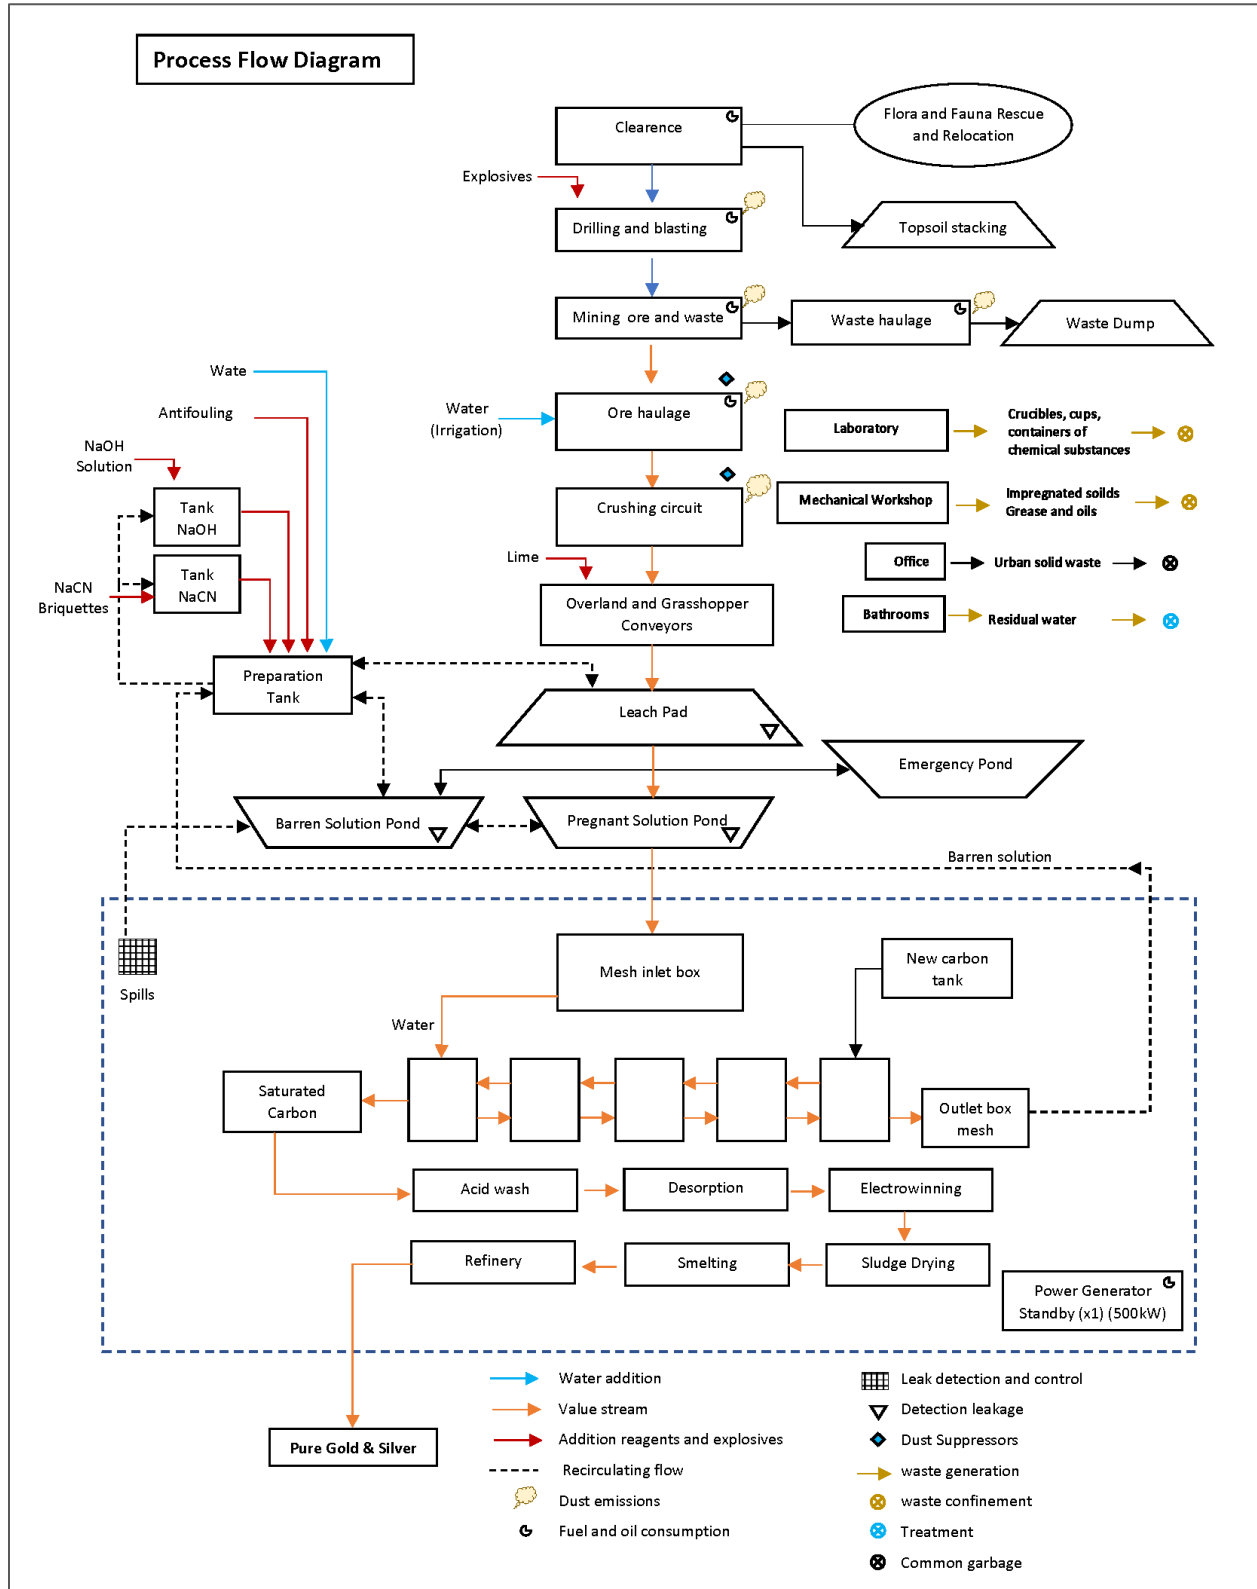 Process Flow Diagram
Clearence
Flora and Fauna Rescue
and Relocation
Explosives
Drilling and blasting
Topsoil stacking
Mining ore and waste
Waste haulage
Waste Dump
Wate
Antifouling
NaOH
Solution
Water
(Irrigation)
Ore haulage
Laboratory
Crucibles, cups,
containers of
chemical substances
Tank
NaOH
Crushing circuit
Mechanical Workshop
Impregnated soilds
Grease and oils
Lime
Office
Urban solid waste
Tank
NaCN
NaCN
Briquettes
Overland and Grasshopper
Conveyors
Bathrooms
Residual water
Preparation
Tank
Leach Pad
Emergency Pond
Barren Solution Pond
Pregnant Solution Pond
Barren solution
Spills
Mesh inlet box
New carbon
tank
Water
Saturated
Carbon
Outlet box
mesh
Acid wash
Desorption
Electrowinning
Refinery
Smelting
Sludge Drying
Power Generator
Standby (x1) (500kW)
Pure Gold & Silver
Water addition
Value stream
Addition reagents and explosives
Recirculating flow
Dust emissions
Fuel and oil consumption
Leak detection and control
Detection leakage
Dust Suppressors
waste generation
waste confinement
Treatment
Common garbage